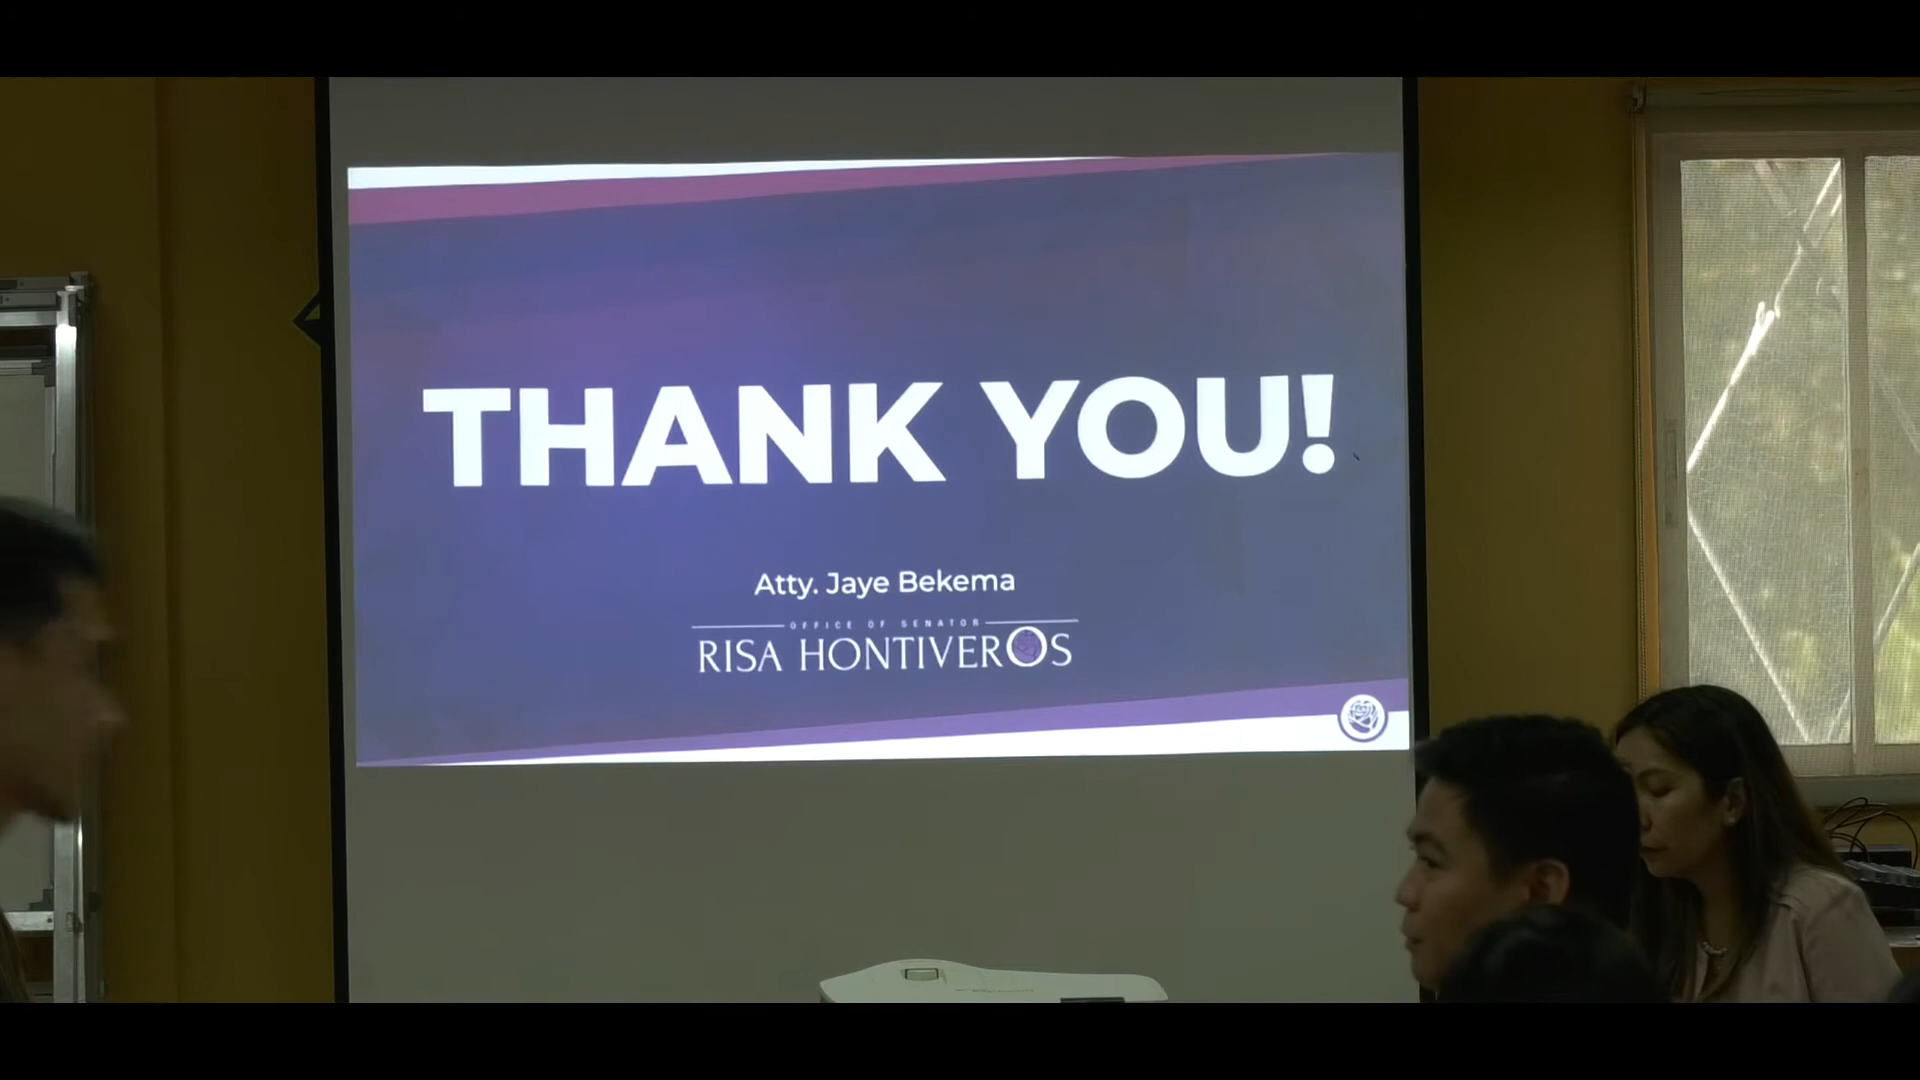 THANK YOU!
Atty. Jaye Bekema
OFFICE OF SENATOR
RISA HONTIVEROS